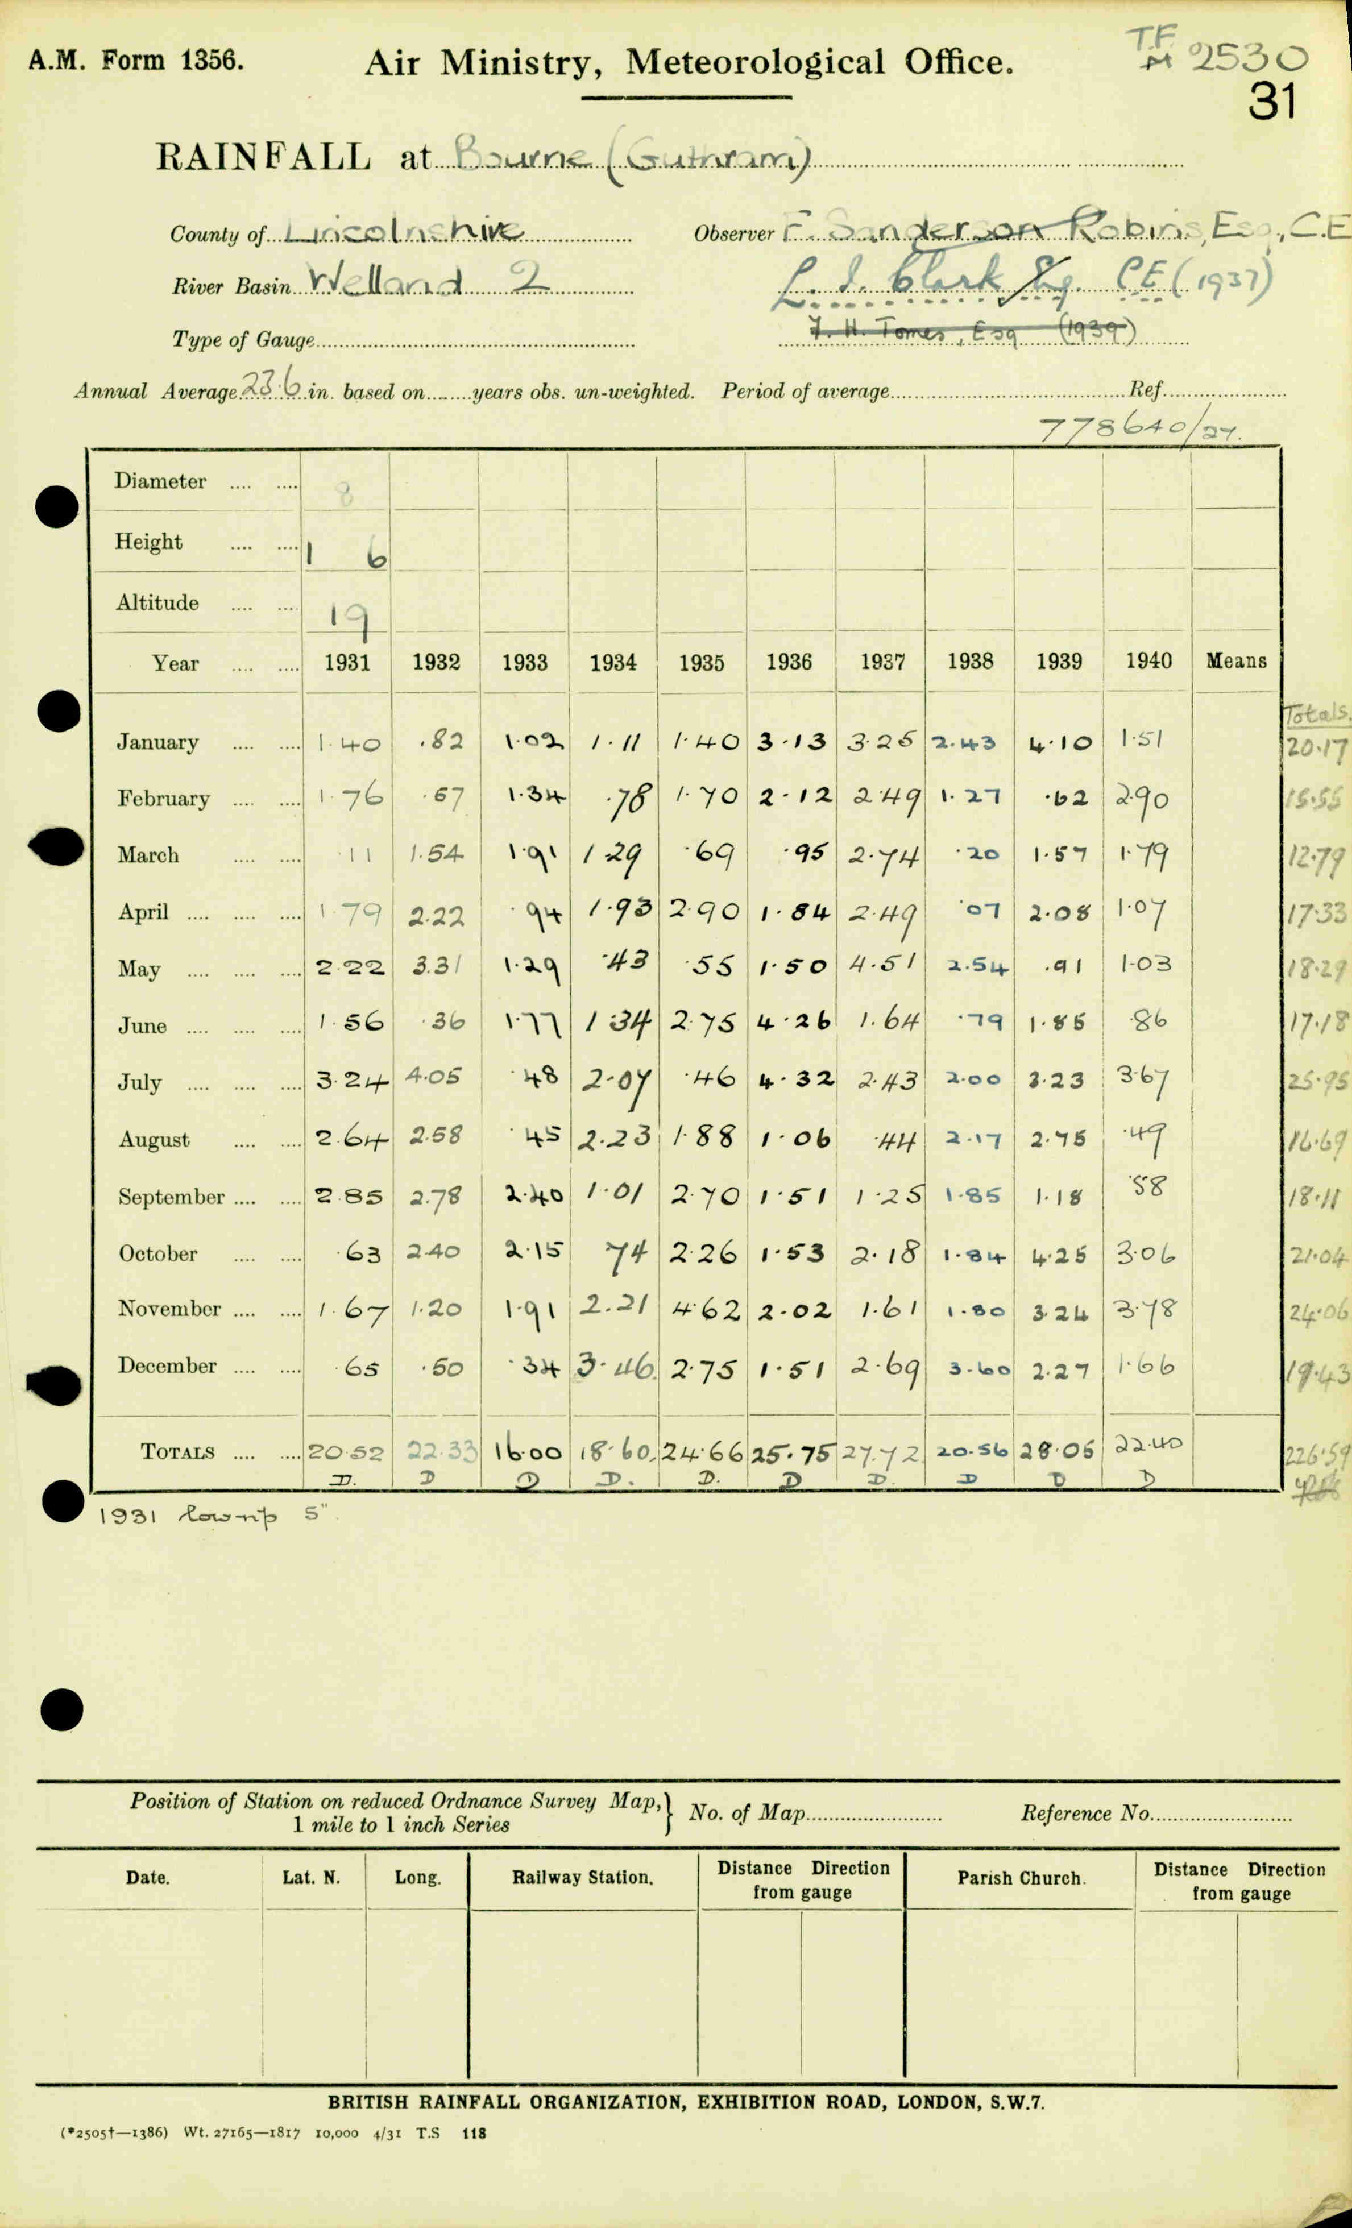 A.M. Form 1356.
Air Ministry, Meteorological Office.
TF 2530
31
RAINFALL at Bourne (Guthram)
County of Lincolnshire
Observer F. Sanderson Robins, Esq., C.E
River Basin Welland 2
L. J. Clark Esq. CE (1937)
Type of Gauge
F. H. Tomes, Esq (1939)
Annual Average 23.6 in. based on years obs. un-weighted. Period of average Ref.
778640/27.
Diameter 8
Height 1 6
Altitude 19
Year 1931 1932 1933 1934 1935 1936 1937 1938 1939 1940 Means
Totals.
January 1.40 .82 1.02 1.11 1.40 3.13 3.25 2.43 4.10 1.51 20.17
February 1.76 .57 1.34 .78 1.70 2.12 2.49 1.27 .62 2.90 15.55
March .11 1.54 1.91 1.29 .69 .95 2.74 .20 1.57 1.79 12.79
April 1.79 2.22 .94 1.93 2.90 1.84 2.49 .07 2.08 1.07 17.33
May 2.22 3.31 1.29 .43 .55 1.50 4.51 2.54 .91 1.03 18.29
June 1.56 .36 1.77 1.34 2.75 4.26 1.64 .79 1.85 .86 17.18
July 3.24 4.05 .48 2.07 .46 4.32 2.43 2.00 3.23 3.67 25.95
August 2.64 2.58 .45 2.23 1.88 1.06 .44 2.17 2.75 .49 16.69
September 2.85 2.78 2.40 1.01 2.70 1.51 1.25 1.85 1.18 .58 18.11
October .63 2.40 2.15 .74 2.26 1.53 2.18 1.84 4.25 3.06 21.04
November 1.67 1.20 1.91 2.21 4.62 2.02 1.61 1.80 3.24 3.78 24.06
December .65 .50 .34 3.46 2.75 1.51 2.69 3.60 2.27 1.66 19.43
TOTALS 20.52 22.33 16.00 18.60 24.66 25.75 27.72 20.56 28.05 22.40 226.59
D. D D D. D. D D. D D D
1931 low-np 5"
Position of Station on reduced Ordnance Survey Map,
1 mile to 1 inch Series
No. of Map
Reference No.
Date. Lat. N. Long. Railway Station. Distance Direction from gauge Parish Church. Distance Direction from gauge
BRITISH RAINFALL ORGANIZATION, EXHIBITION ROAD, LONDON, S.W.7.
(*2505†—1386) Wt. 27165—1817 10,000 4/31 T.S 118